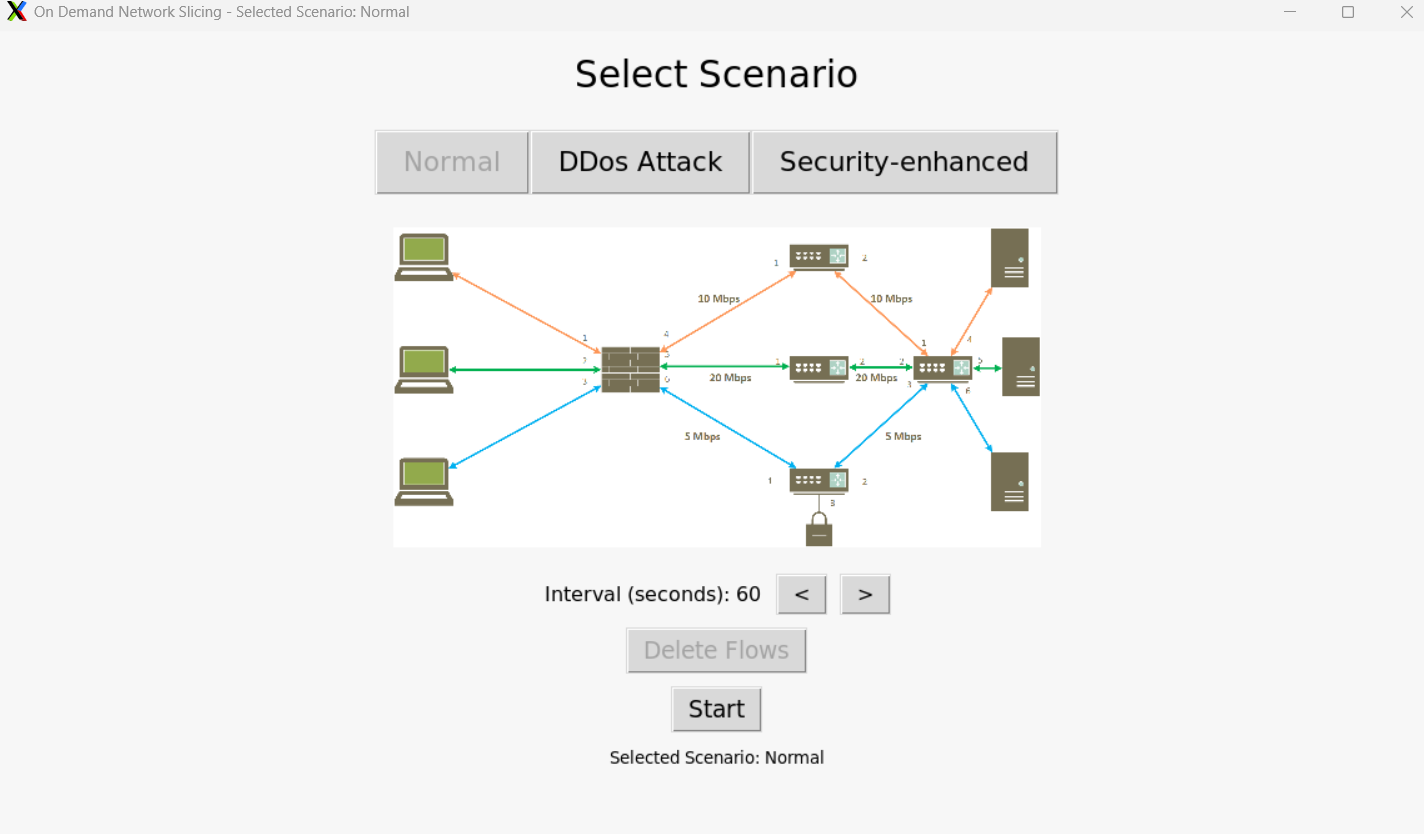 On Demand Network Slicing - Selected Scenario: Normal
Select Scenario
Normal DDos Attack Security-enhanced
1 2
10 Mbps 10 Mbps
1 4 1 4
2 3 1 2 2 5
20 Mbps 20 Mbps
3 6 3 6
5 Mbps 5 Mbps
1 2
3
Interval (seconds): 60 < >
Delete Flows
Start
Selected Scenario: Normal